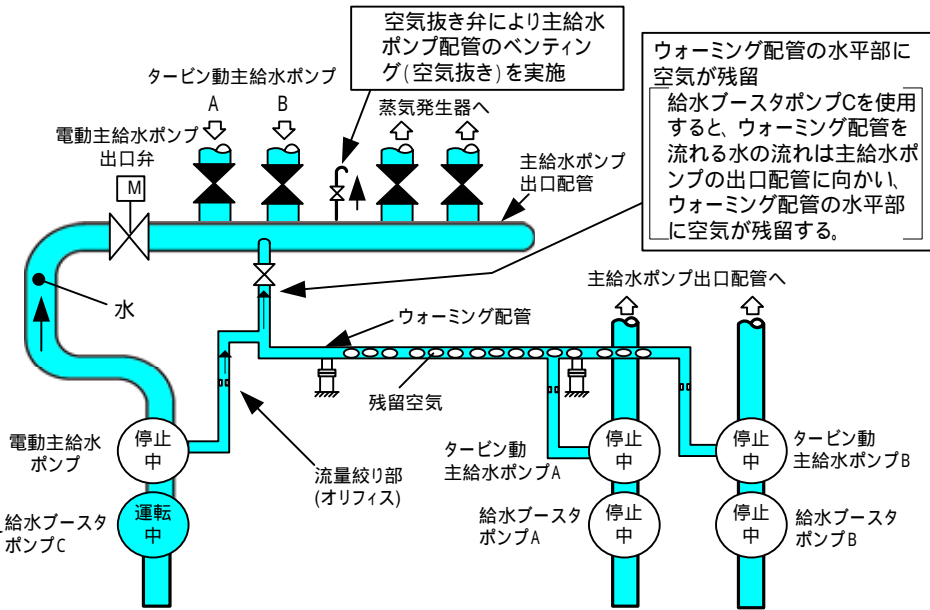 空気抜き弁により主給水
ポンプ配管のベンティン
グ(空気抜き)を実施
ウォーミング配管の水平部に
空気が残留
給水ブースタポンプCを使用
すると、ウォーミング配管を
流れる水の流れは主給水ポ
ンプの出口配管に向かい、
ウォーミング配管の水平部
に空気が残留する。
タービン動主給水ポンプ
A
B
蒸気発生器へ
電動主給水ポンプ
出口弁
M
主給水ポンプ
出口配管
水
主給水ポンプ出口配管へ
ウォーミング配管
残留空気
電動主給水
ポンプ
停止
中
流量絞り部
(オリフィス)
タービン動
主給水ポンプA
停止
中
停止
中
タービン動
主給水ポンプB
給水ブースタ
ポンプC
運転
中
給水ブースタ
ポンプA
停止
中
停止
中
給水ブースタ
ポンプB